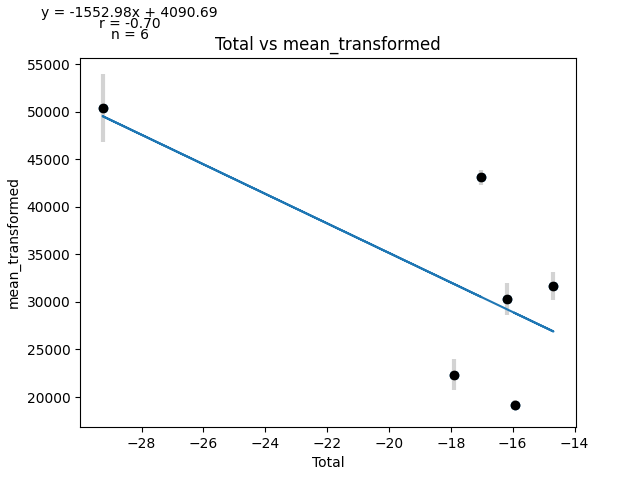 y = -1552.98x + 4090.69
r = -0.70
n = 6
Total vs mean_transformed
55000
50000
45000
40000
35000
30000
25000
20000
mean_transformed
−28
−26
−24
−22
−20
−18
−16
−14
Total